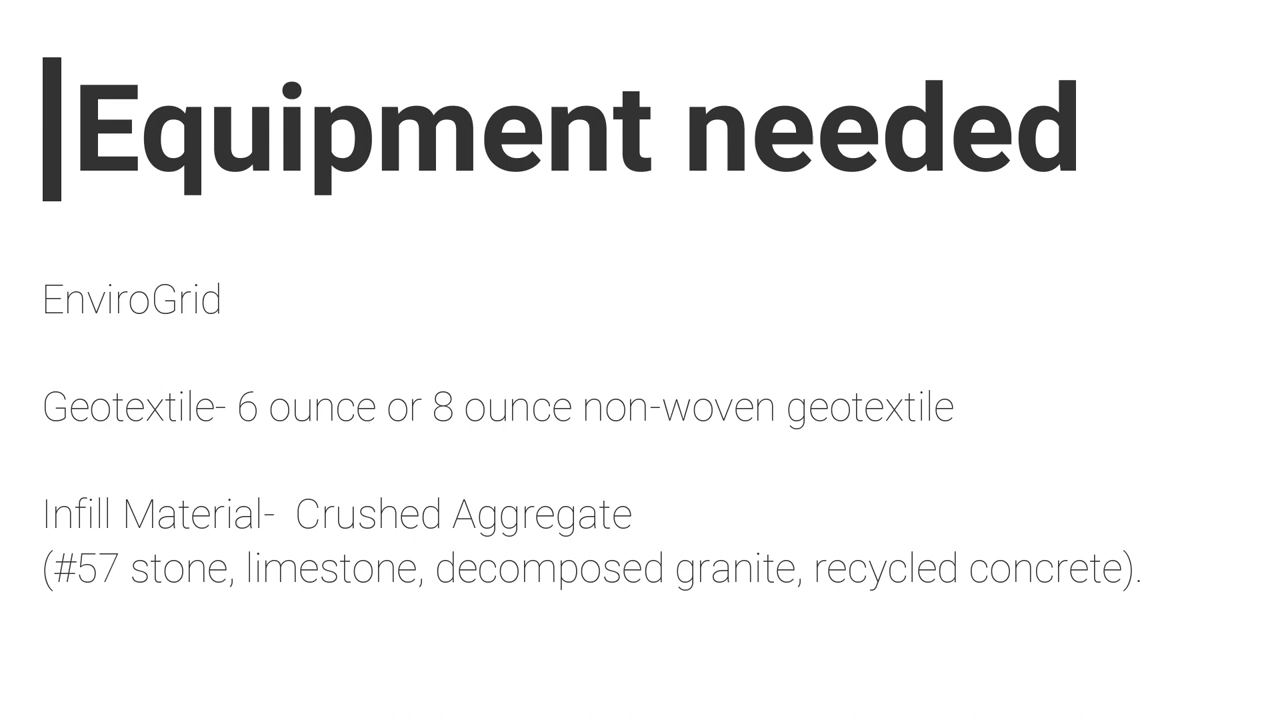 Equipment needed
EnviroGrid
Geotextile- 6 ounce or 8 ounce non-woven geotextile
Infill Material-  Crushed Aggregate
(#57 stone, limestone, decomposed granite, recycled concrete).